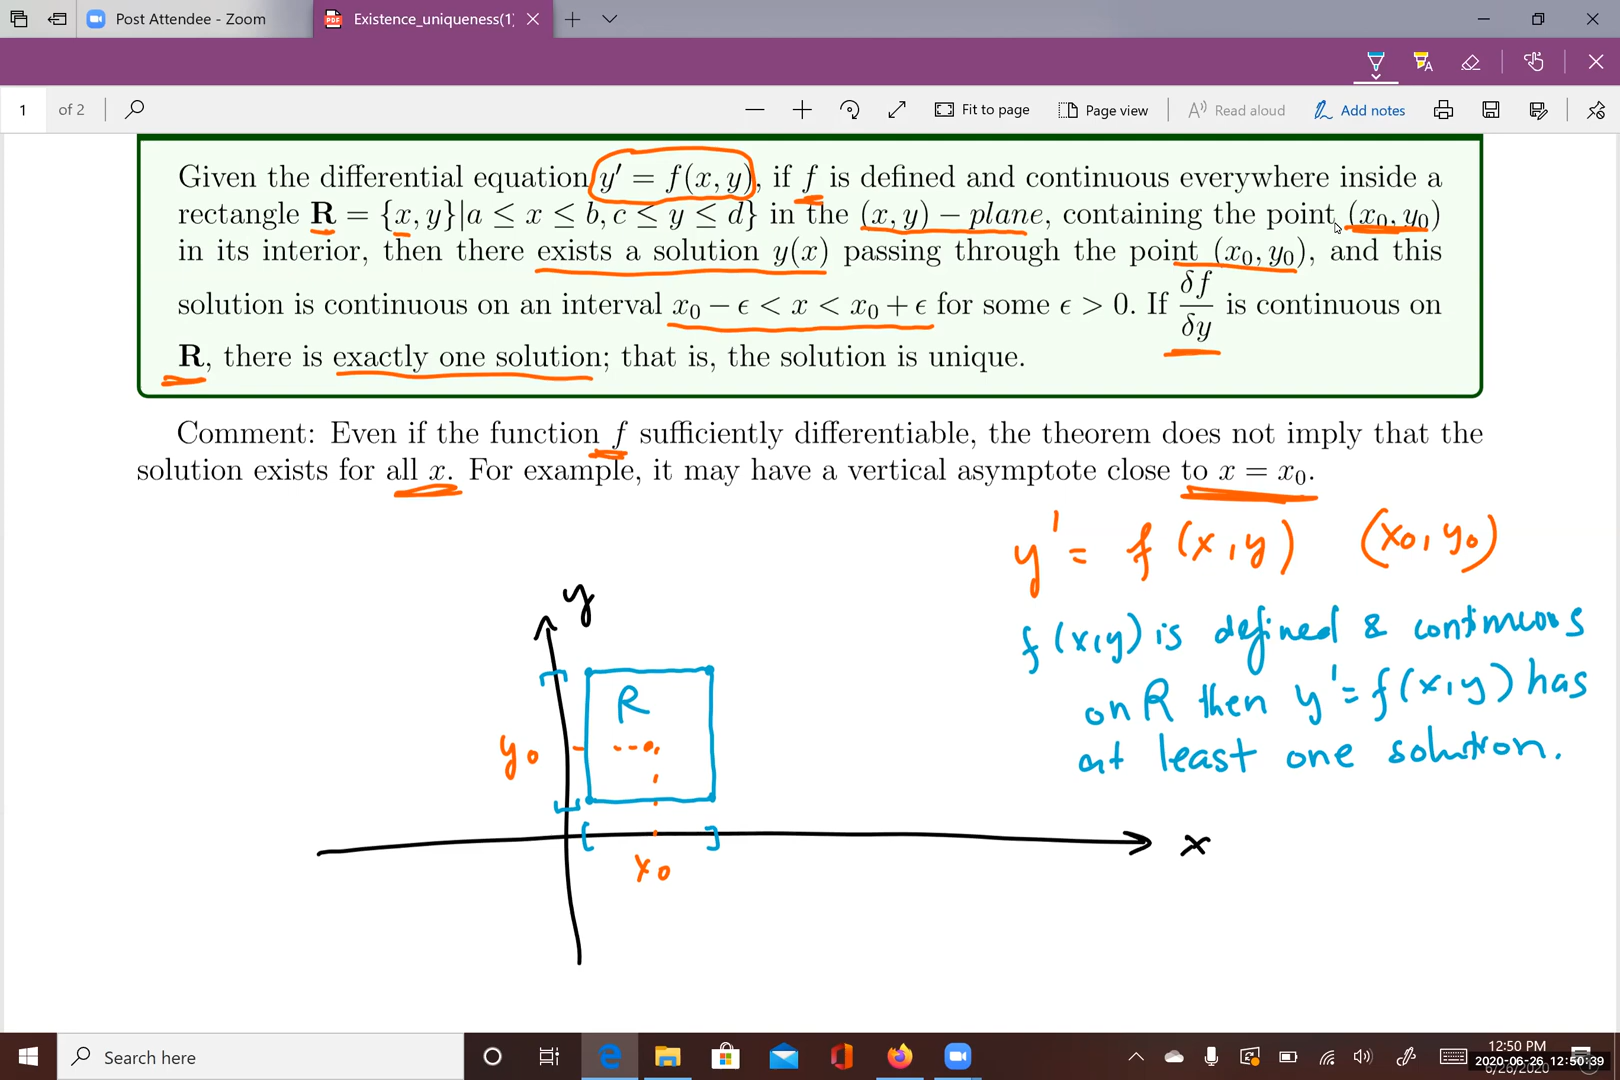 Post Attendee - Zoom
Existence_uniqueness(1)
1 of 2
Fit to page
Page view
Read aloud
Add notes
Given the differential equation y′ = f(x, y), if f is defined and continuous everywhere inside a
rectangle R = {x, y}|a ≤ x ≤ b, c ≤ y ≤ d} in the (x, y) − plane, containing the point (x₀, y₀)
in its interior, then there exists a solution y(x) passing through the point (x₀, y₀), and this
solution is continuous on an interval x₀ − ϵ < x < x₀ + ϵ for some ϵ > 0. If δf/δy is continuous on
R, there is exactly one solution; that is, the solution is unique.
Comment: Even if the function f sufficiently differentiable, the theorem does not imply that the
solution exists for all x. For example, it may have a vertical asymptote close to x = x₀.
y' = f(x,y) (x₀,y₀)
f(x,y) is defined & continuous
on R then y' = f(x,y) has
at least one solution.
y
R
y₀
x
x₀
Search here
12:50 PM
2020-06-26 12:50:39
6/26/2020